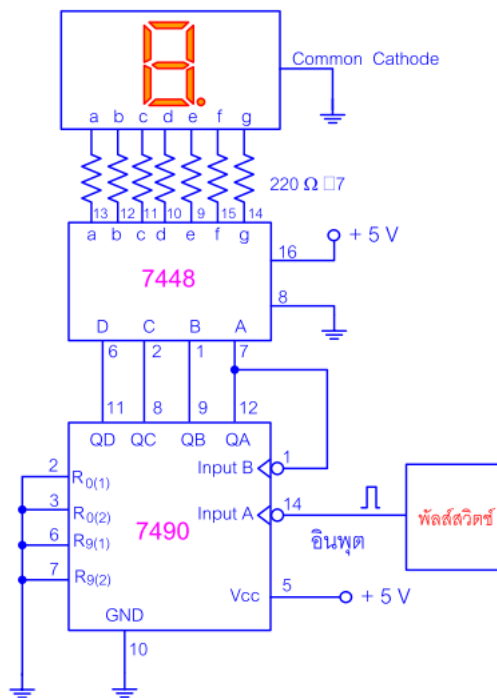 Common Cathode
a b c d e f g
220 Ω □7
13 12 11 10 9 15 14
a b c d e f g
+ 5 V
16
7448
8
D C B A
6 2 1 7
11 8 9 12
QD QC QB QA
1
Input B
2
R0(1)
3
R0(2)
Input A
14
7490
พัลส์สวิตช์
6
R9(1)
อินพุต
7
R9(2)
5
Vcc
+ 5 V
GND
10